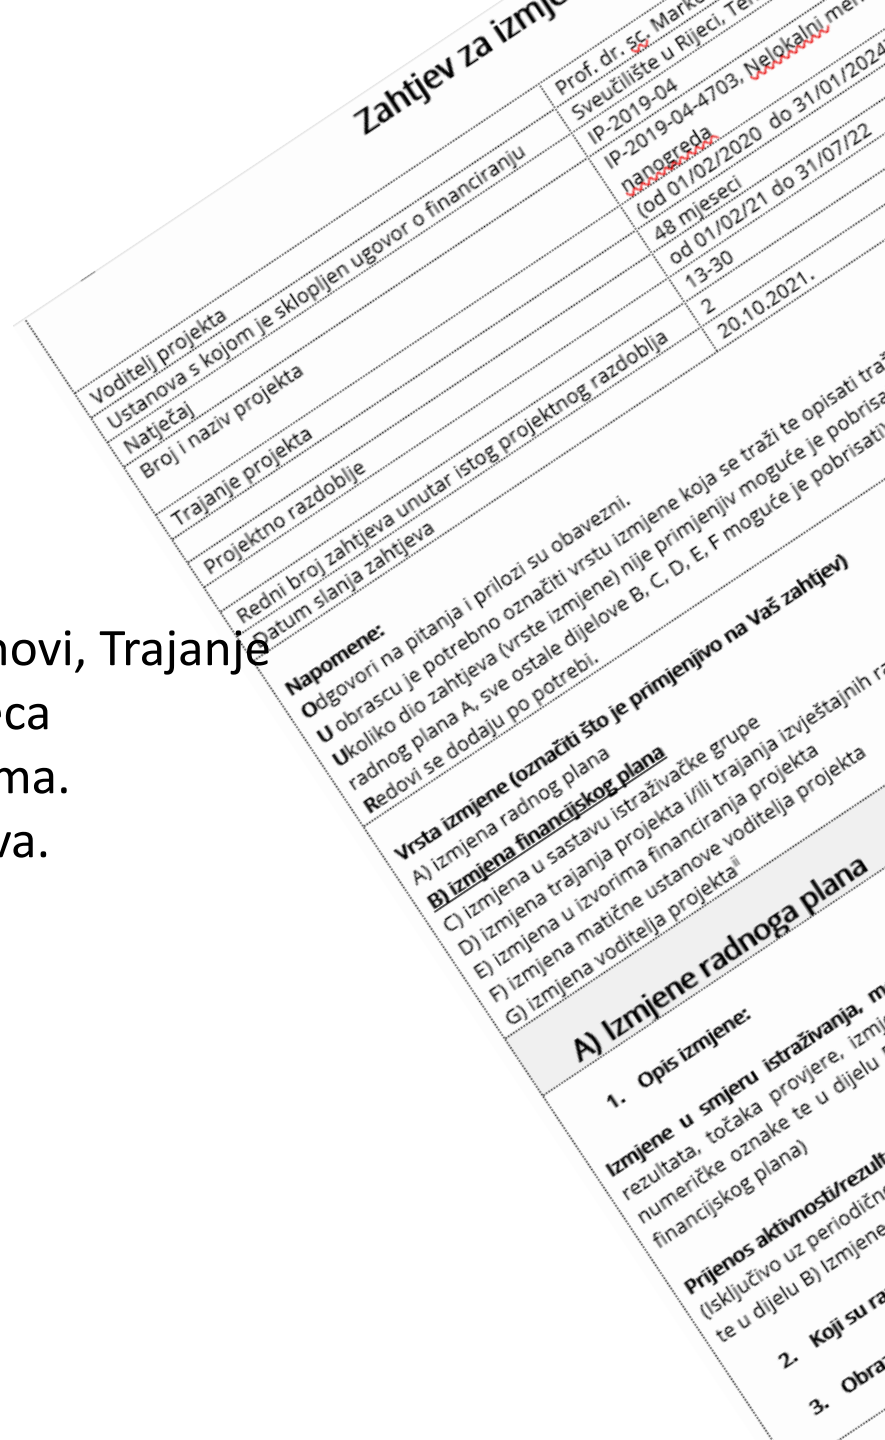 Zahtjev za izmje
Voditelj projekta
Prof. dr. sc. Marko
Ustanova s kojom je sklopljen ugovor o financiranju
Sveučilište u Rijeci,
Natječaj
IP-2019-04
Broj i naziv projekta
IP-2019-04-4703, Nelokalni
nanogreda
Trajanje projekta
(od 01/02/2020 do 31/01/2024
48 mjeseci
Projektno razdoblje
od 01/02/21 do 31/07/22
13-30
Redni broj zahtjeva unutar istog projektnog razdoblja
2
Datum slanja zahtjeva
20.10.2021.
Napomene:
Odgovori na pitanja i prilozi su obavezni.
U obrascu je potrebno označiti vrstu izmjene koja se traži te opisati traž
Ukoliko dio zahtjeva (vrste izmjene) nije primjenjiv moguće je pobrisa
radnog plana A, sve ostale dijelove B, C, D, E, F moguće je pobrisati)
Redovi se dodaju po potrebi.
Vrsta izmjene (označiti što je primjenjivo na Vaš zahtjev)
A) izmjena radnog plana
B) izmjena financijskog plana
C) izmjena u sastavu istraživačke grupe
D) izmjena trajanja projekta i/ili trajanja izvještajnih ra
E) izmjena u izvorima financiranja projekta
F) izmjena matične ustanove voditelja projekta
G) izmjena voditelja projekta ii
A) Izmjene radnoga plana
1. Opis izmjene:
Izmjene u smjeru istraživanja, m
rezultata, točaka provjere, izmj
numeričke oznake te u dijelu
financijskog plana)
Prijenos aktivnosti/rezult
(Isključivo uz periodičn
te u dijelu B) Izmjene
2. Koji su ra
3. Obra
novi, Trajanje
eca
ma.
va.